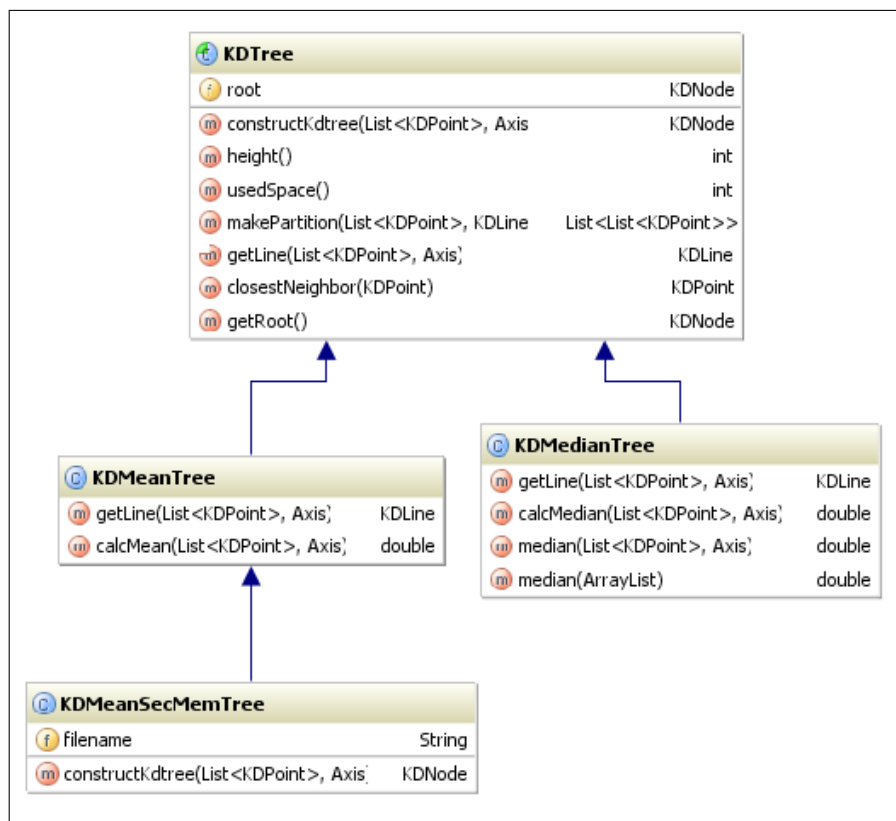 KDTree
root KDNode
constructKdtree(List<KDPoint>, Axis KDNode
height() int
usedSpace() int
makePartition(List<KDPoint>, KDLine List<List<KDPoint>>
getLine(List<KDPoint>, Axis) KDLine
closestNeighbor(KDPoint) KDPoint
getRoot() KDNode
KDMeanTree
getLine(List<KDPoint>, Axis) KDLine
calcMean(List<KDPoint>, Axis) double
KDMedianTree
getLine(List<KDPoint>, Axis) KDLine
calcMedian(List<KDPoint>, Axis) double
median(List<KDPoint>, Axis) double
median(ArrayList) double
KDMeanSecMemTree
filename String
constructKdtree(List<KDPoint>, Axis) KDNode